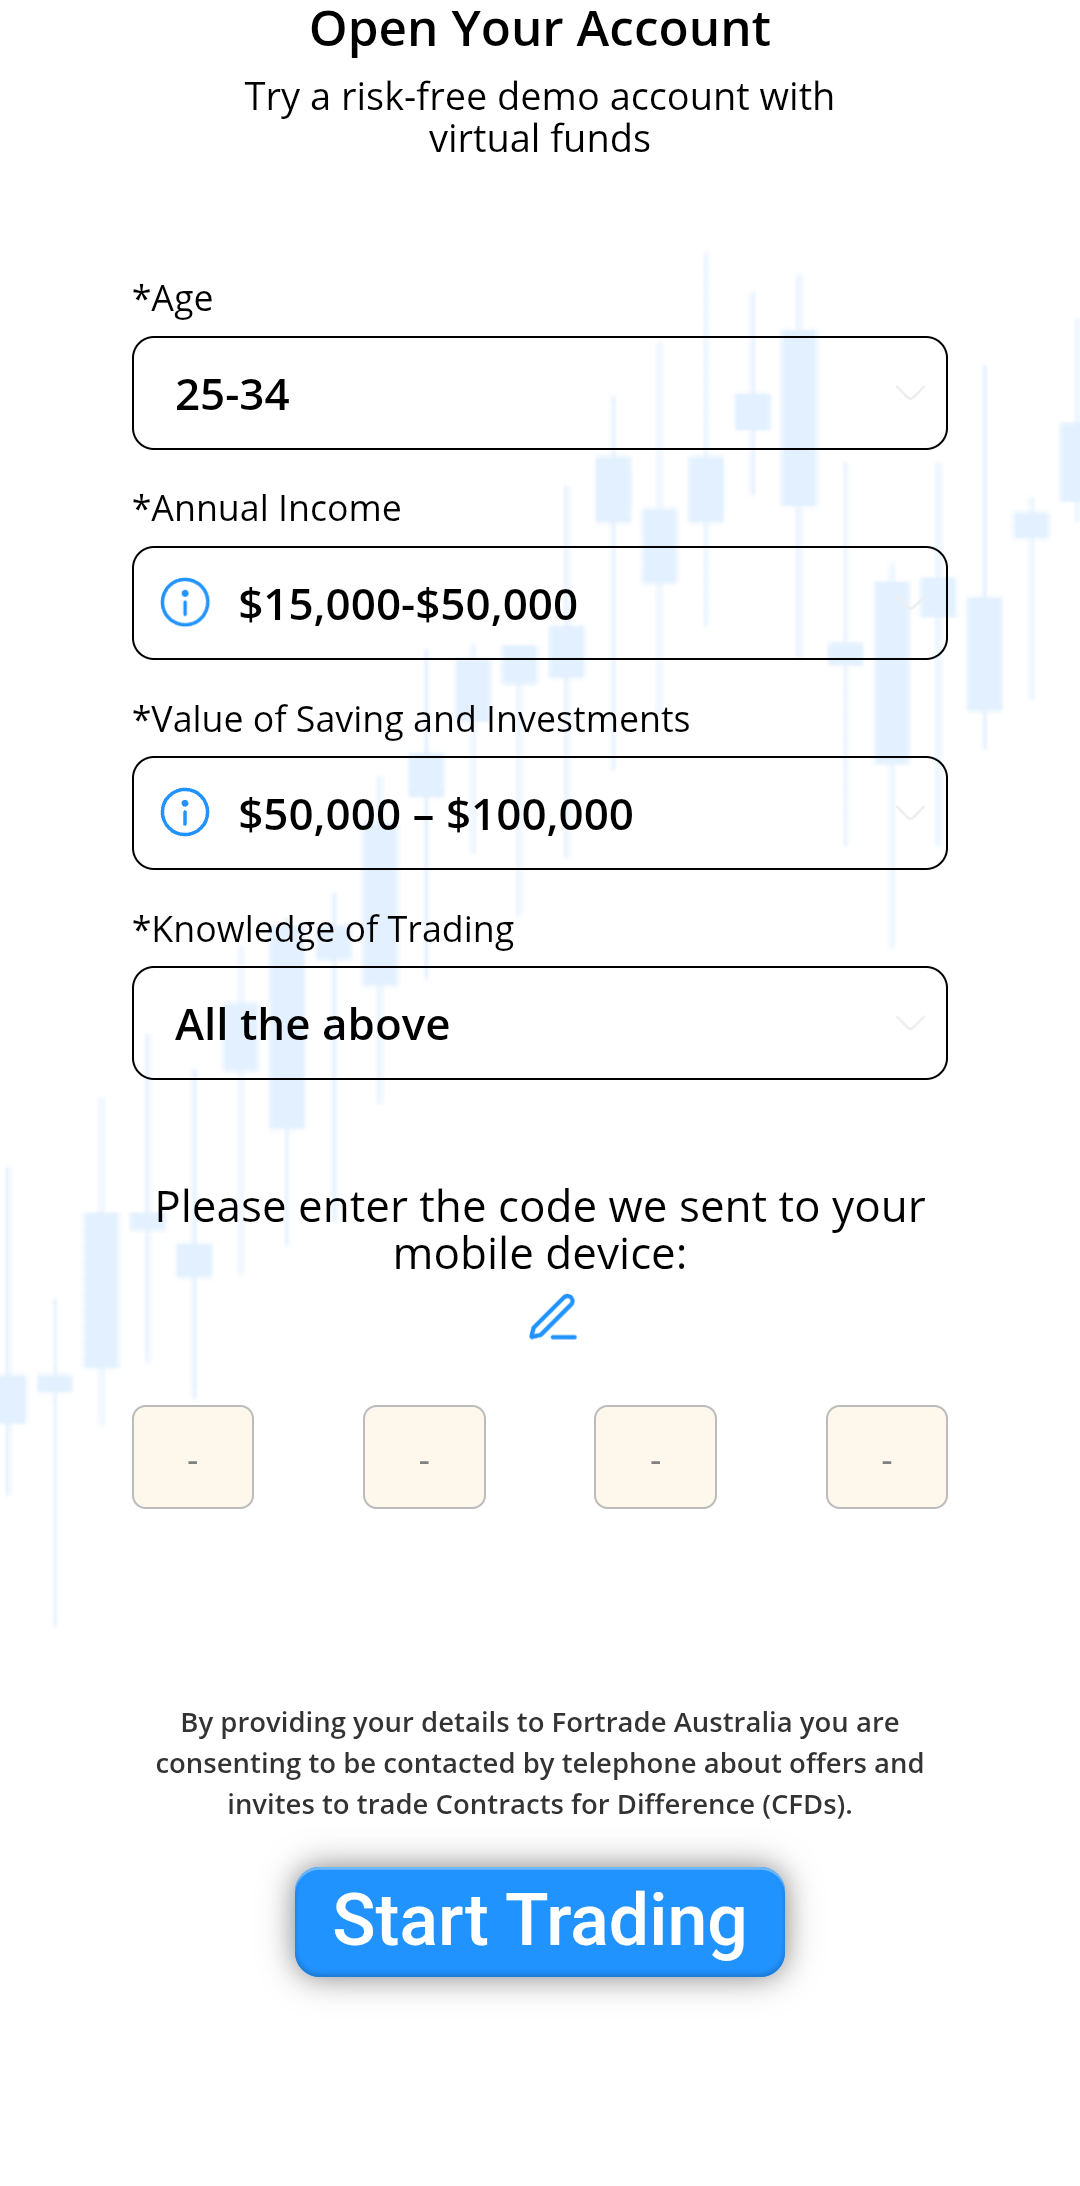 Open Your Account
Try a risk-free demo account with
virtual funds
*Age
25-34
*Annual Income
$15,000-$50,000
*Value of Saving and Investments
$50,000 – $100,000
*Knowledge of Trading
All the above
Please enter the code we sent to your
mobile device:
- - - -
By providing your details to Fortrade Australia you are
consenting to be contacted by telephone about offers and
invites to trade Contracts for Difference (CFDs).
Start Trading